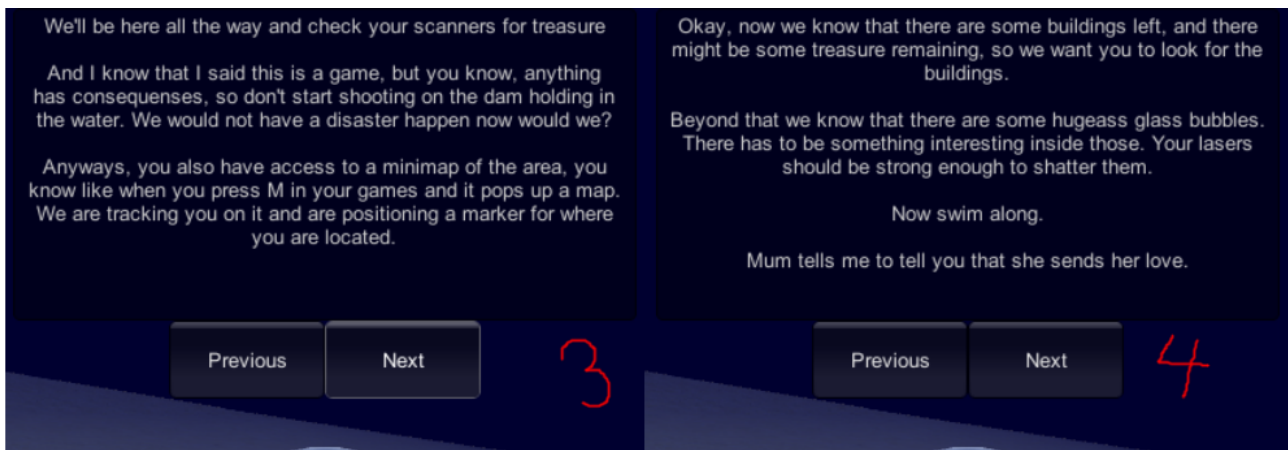 We'll be here all the way and check your scanners for treasure
And I know that I said this is a game, but you know, anything
has consequenses, so don't start shooting on the dam holding in
the water. We would not have a disaster happen now would we?
Anyways, you also have access to a minimap of the area, you
know like when you press M in your games and it pops up a map.
We are tracking you on it and are positioning a marker for where
you are located.
Previous
Next
3
Okay, now we know that there are some buildings left, and there
might be some treasure remaining, so we want you to look for the
buildings.
Beyond that we know that there are some hugeass glass bubbles.
There has to be something interesting inside those. Your lasers
should be strong enough to shatter them.
Now swim along.
Mum tells me to tell you that she sends her love.
Previous
Next
4